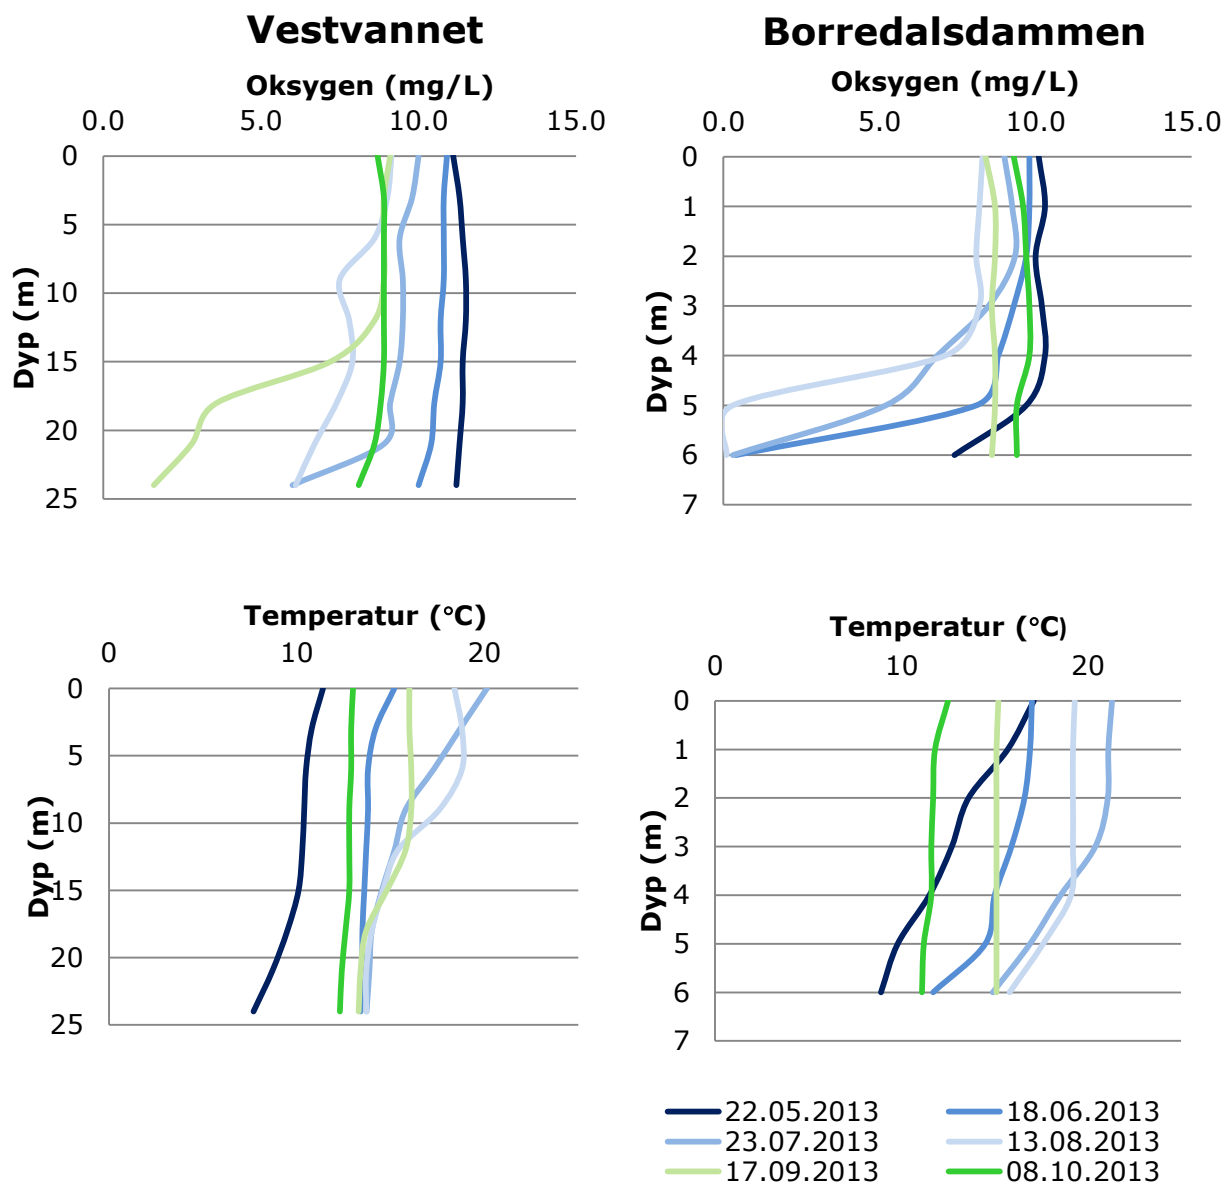 Vestvannet
Oksygen (mg/L)
0.0 5.0 10.0 15.0
0
5
10
15
20
25
Dyp (m)
Borredalsdammen
Oksygen (mg/L)
0.0 5.0 10.0 15.0
0
1
2
3
4
5
6
7
Dyp (m)
Temperatur (°C)
0 10 20
0
5
10
15
20
25
Dyp (m)
Temperatur (°C)
0 10 20
0
1
2
3
4
5
6
7
Dyp (m)
22.05.2013 18.06.2013
23.07.2013 13.08.2013
17.09.2013 08.10.2013